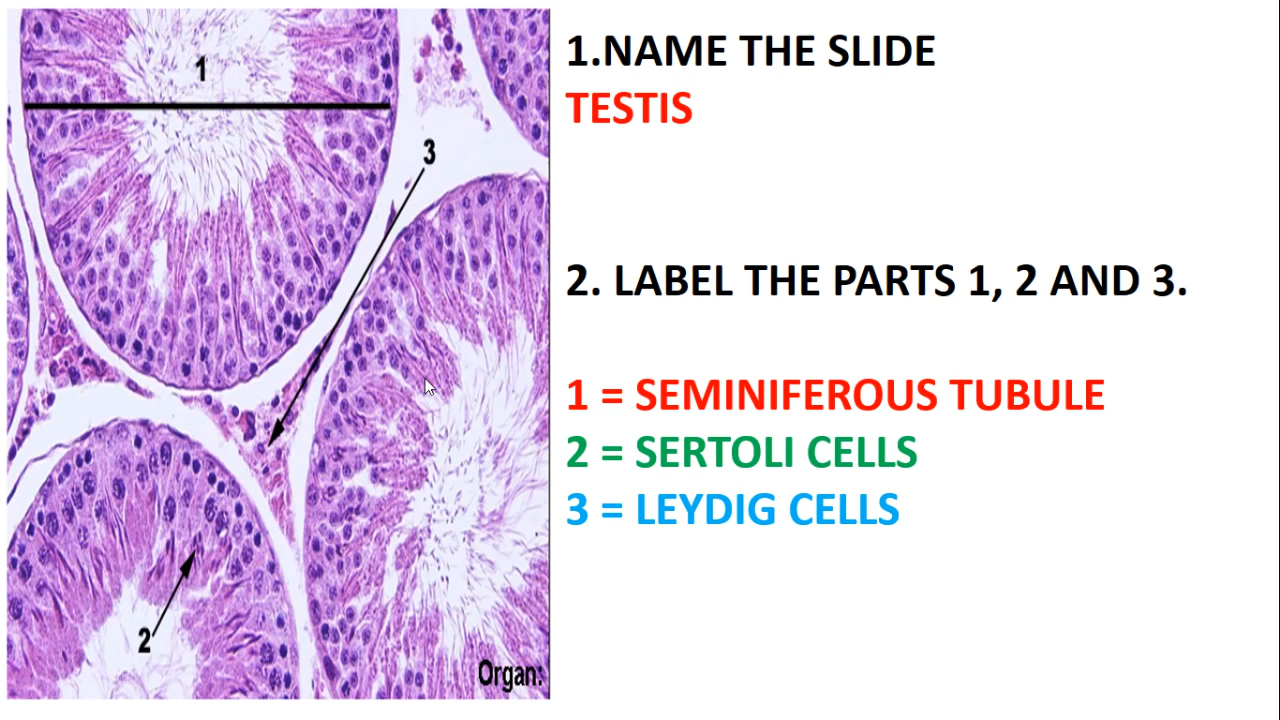 1
3
2
Organ:
1.NAME THE SLIDE
TESTIS
2. LABEL THE PARTS 1, 2 AND 3.
1 = SEMINIFEROUS TUBULE
2 = SERTOLI CELLS
3 = LEYDIG CELLS